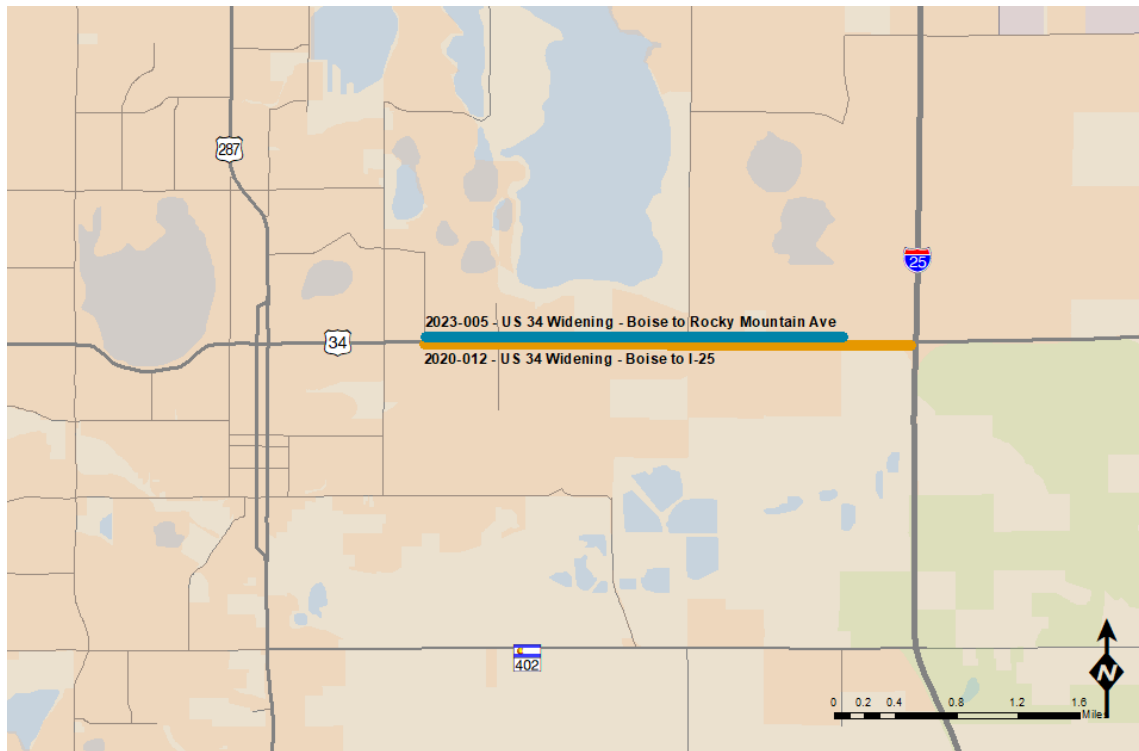 287
25
2023-005 - US 34 Widening - Boise to Rocky Mountain Ave
34
2020-012 - US 34 Widening - Boise to I-25
402
N
0 0.2 0.4 0.8 1.2 1.6
Miles